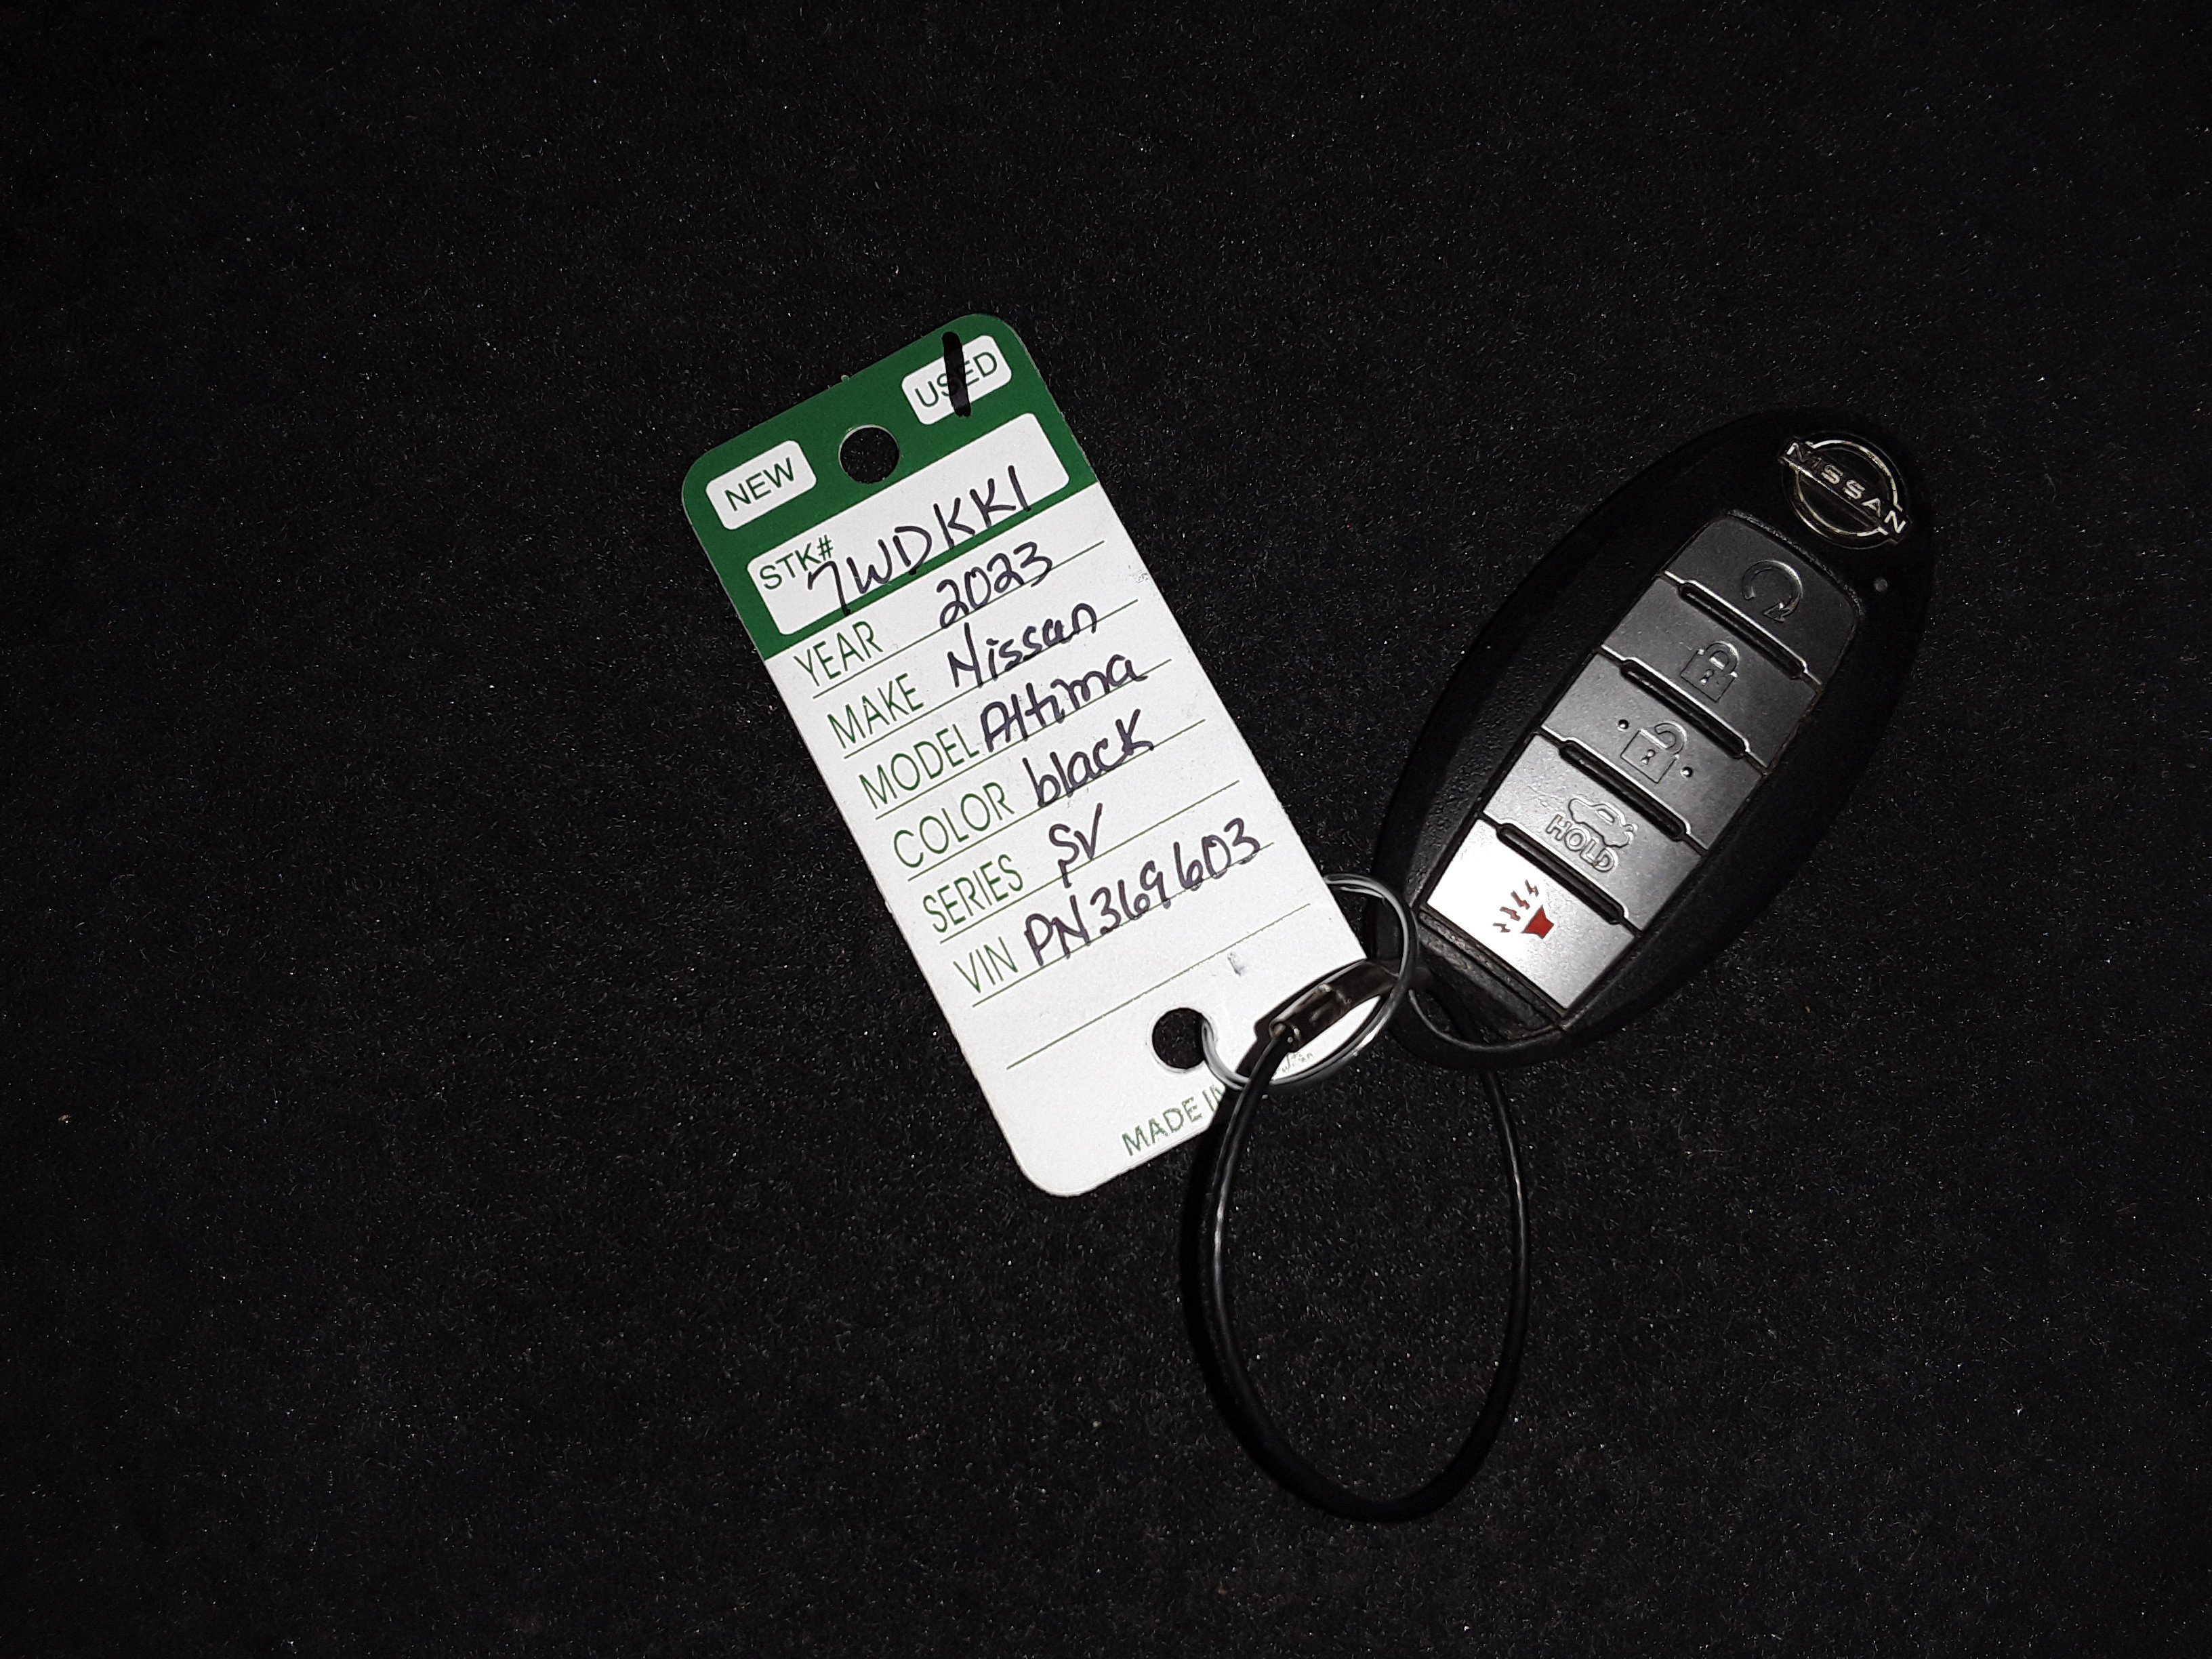 NEW USED
STK# 7WDKK1
YEAR 2023
MAKE Nissan
MODEL Altima
COLOR black
SERIES SV
VIN PN369603
MADE IN
NISSAN
HOLD